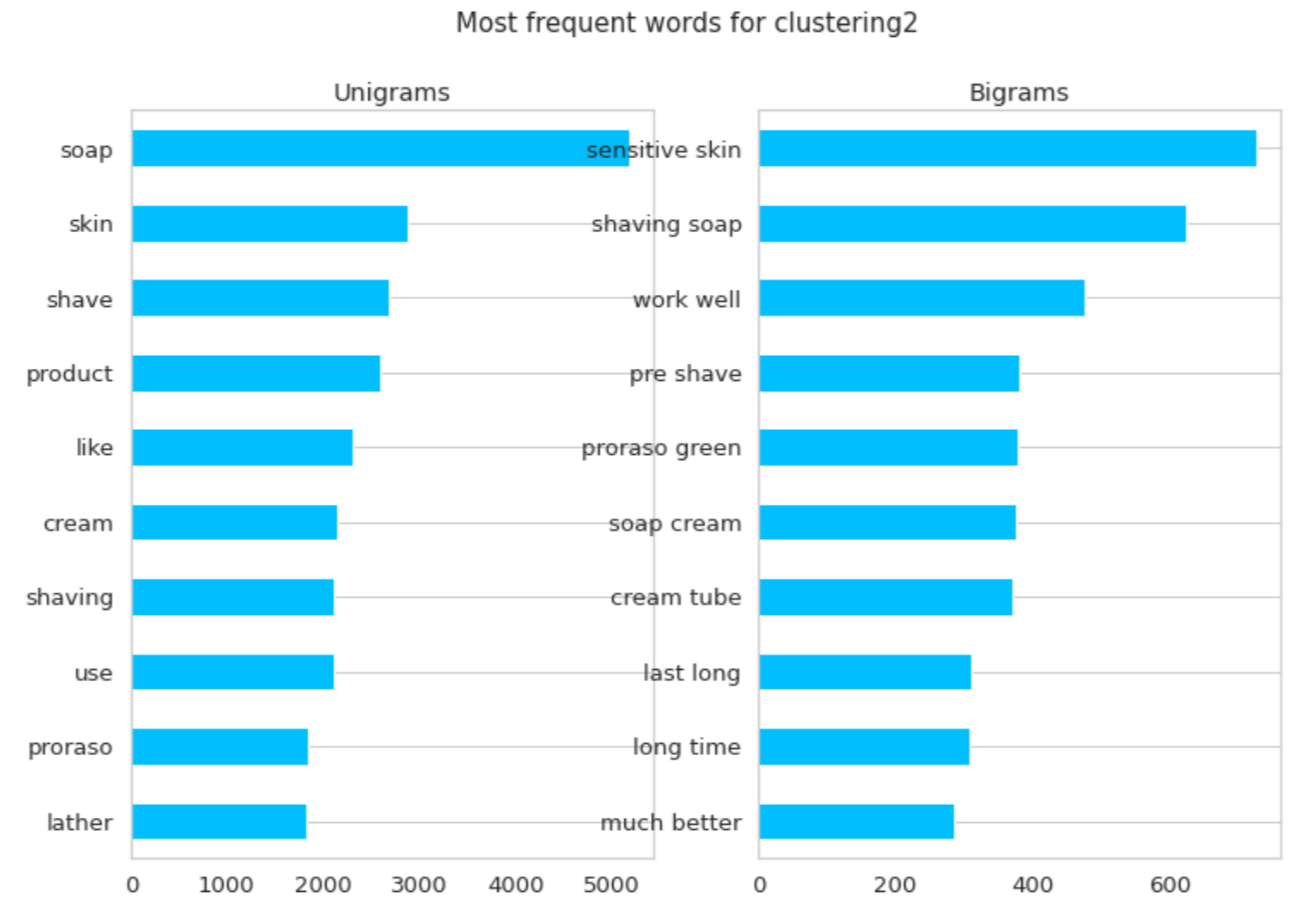 Most frequent words for clustering2
Unigrams
soap
skin
shave
product
like
cream
shaving
use
proraso
lather
0 1000 2000 3000 4000 5000
Bigrams
sensitive skin
shaving soap
work well
pre shave
proraso green
soap cream
cream tube
last long
long time
much better
0 200 400 600